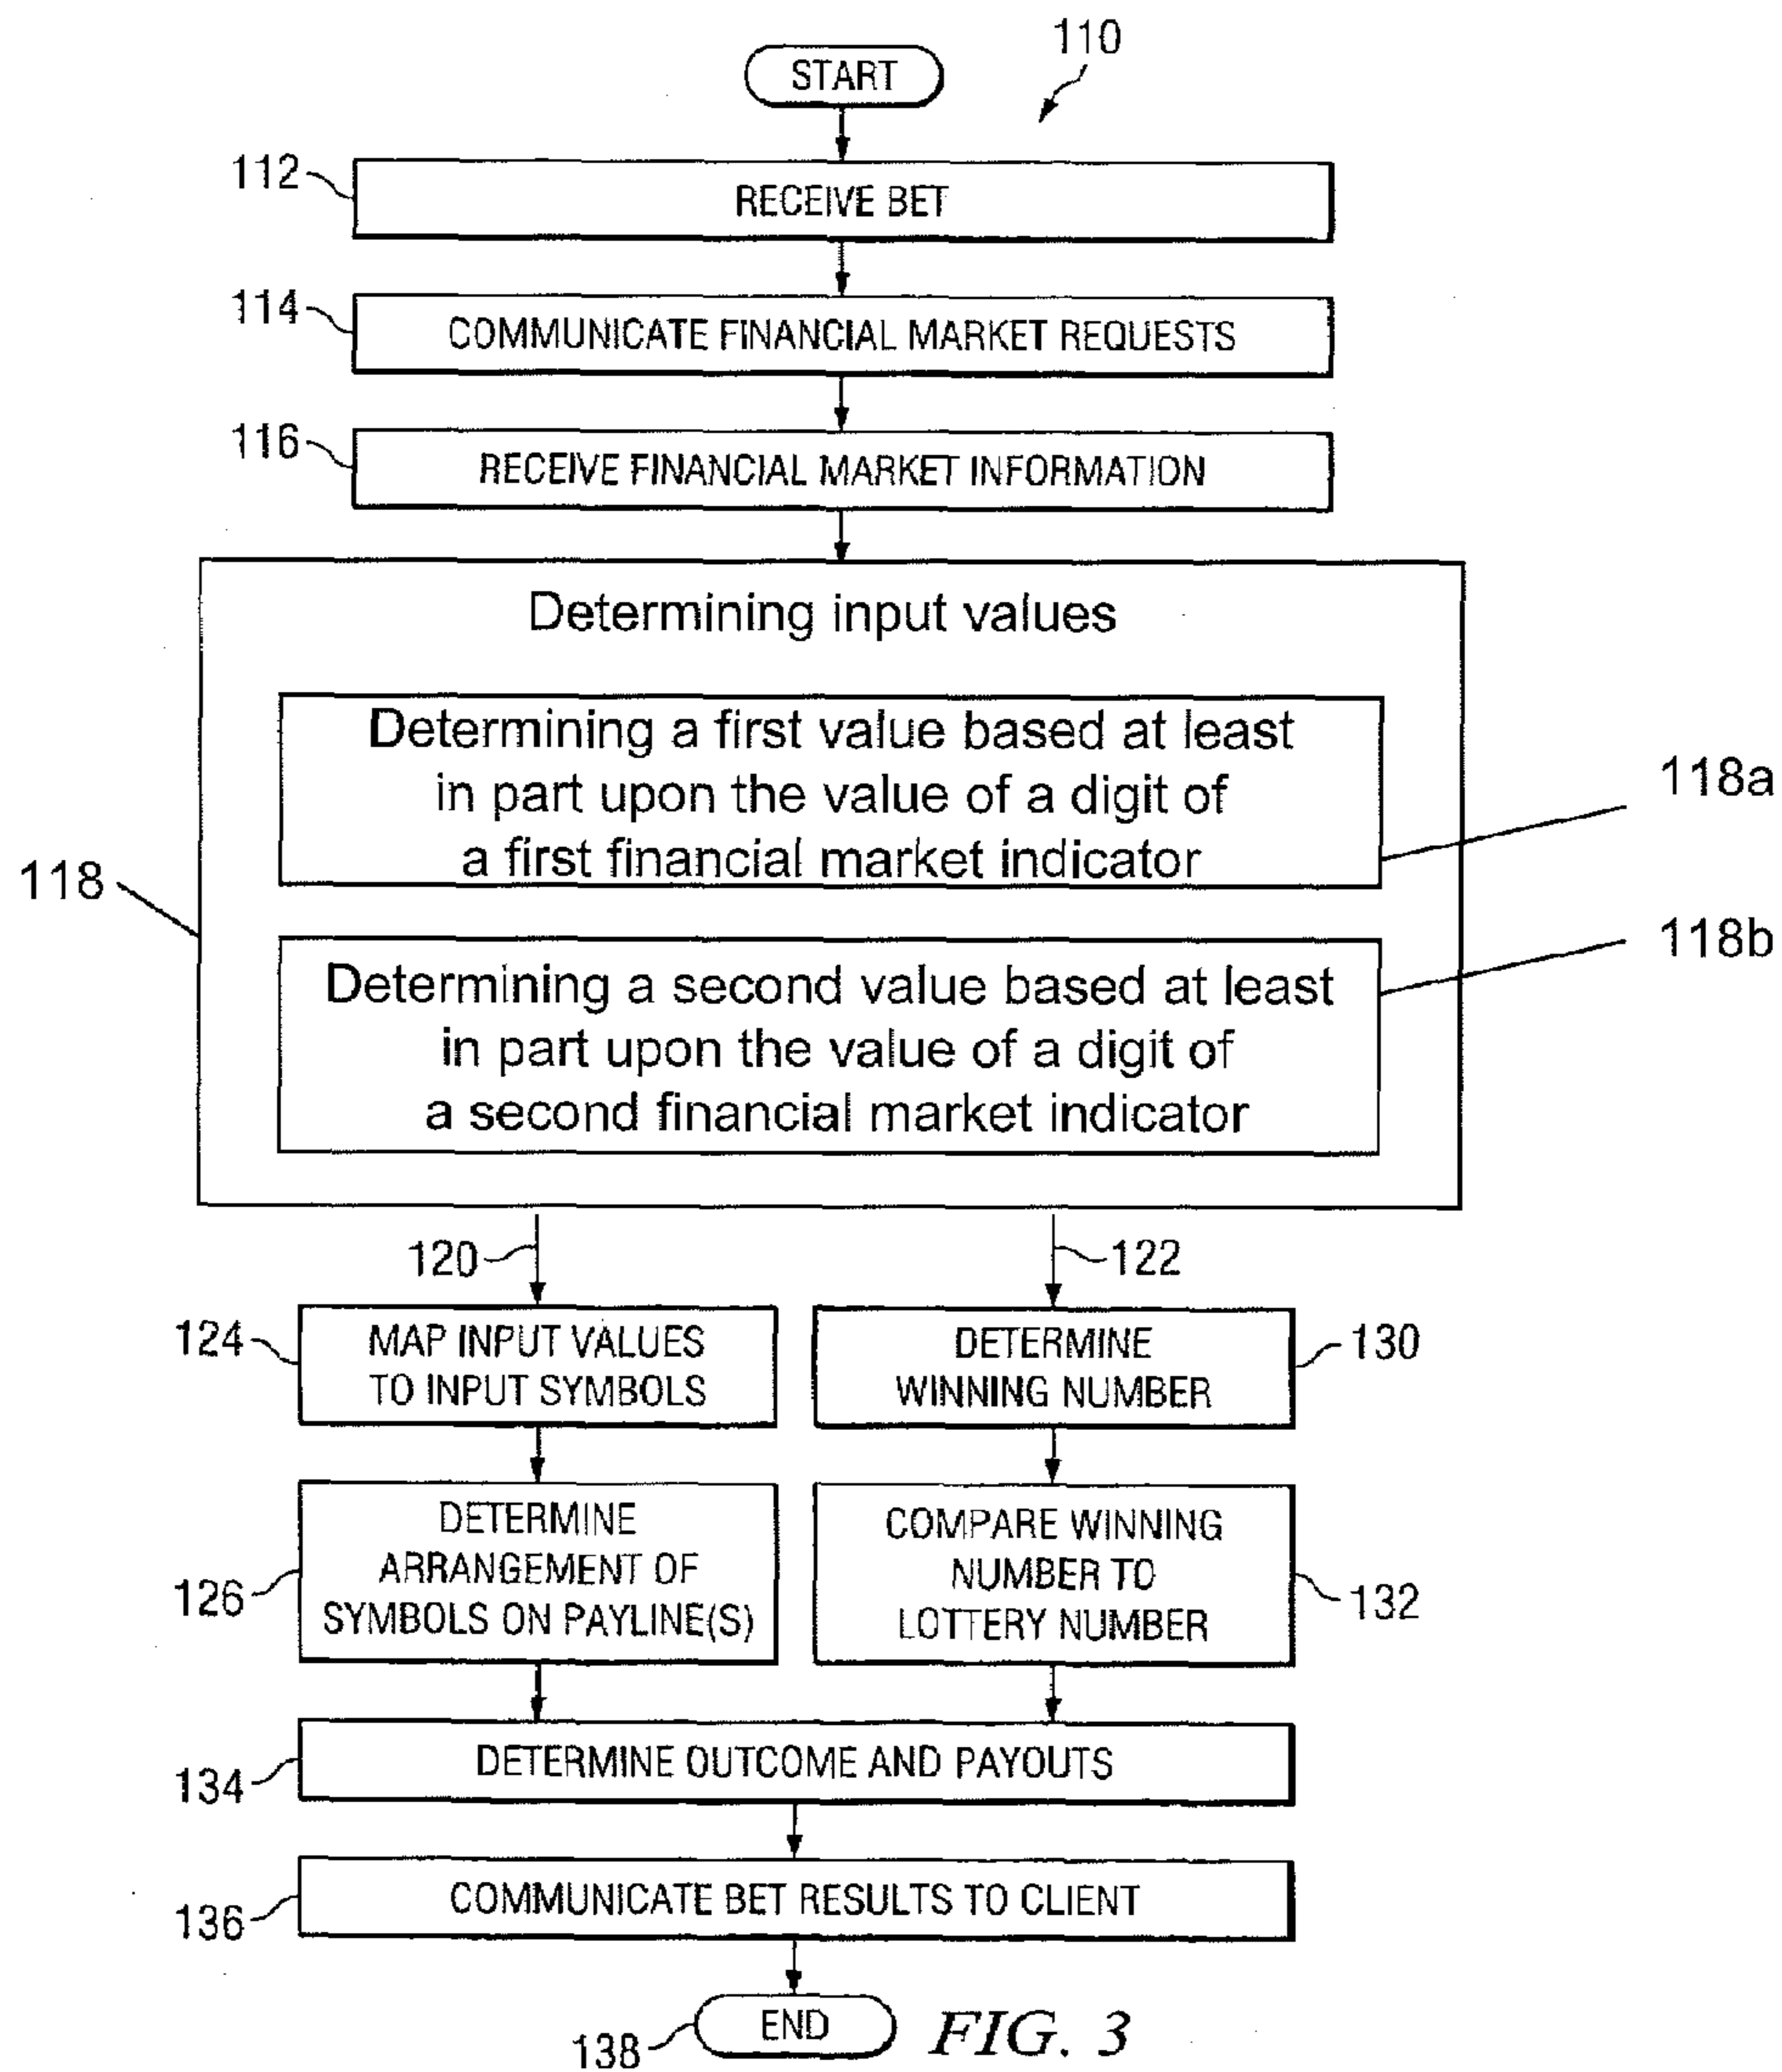 110
START
112
RECEIVE BET
114
COMMUNICATE FINANCIAL MARKET REQUESTS
116
RECEIVE FINANCIAL MARKET INFORMATION
118
Determining input values
Determining a first value based at least
in part upon the value of a digit of
a first financial market indicator
118a
Determining a second value based at least
in part upon the value of a digit of
a second financial market indicator
118b
120
122
124
MAP INPUT VALUES
TO INPUT SYMBOLS
DETERMINE
WINNING NUMBER
130
126
DETERMINE
ARRANGEMENT OF
SYMBOLS ON PAYLINE(S)
COMPARE WINNING
NUMBER TO
LOTTERY NUMBER
132
134
DETERMINE OUTCOME AND PAYOUTS
136
COMMUNICATE BET RESULTS TO CLIENT
138
END
FIG. 3